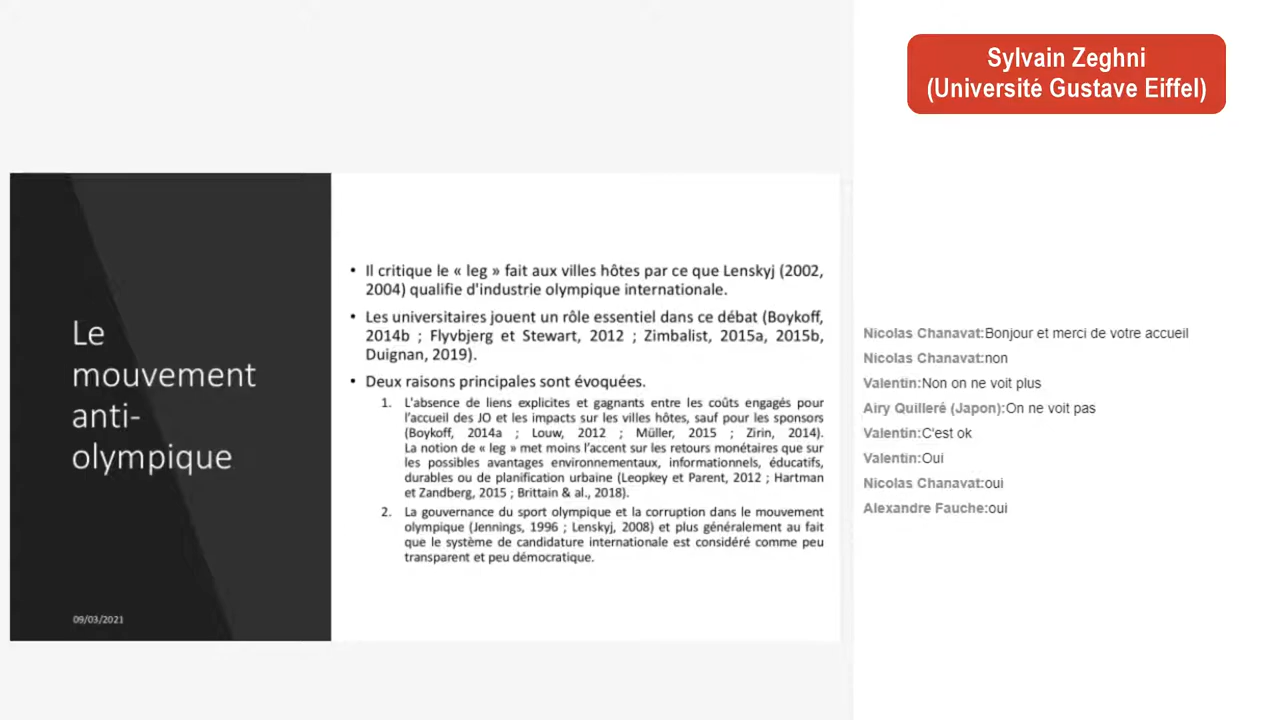 Sylvain Zeghni
(Université Gustave Eiffel)
Le
mouvement
anti-
olympique
09/03/2021
• Il critique le « leg » fait aux villes hôtes par ce que Lenskyj (2002,
2004) qualifie d'industrie olympique internationale.
• Les universitaires jouent un rôle essentiel dans ce débat (Boykoff,
2014b ; Flyvbjerg et Stewart, 2012 ; Zimbalist, 2015a, 2015b,
Duignan, 2019).
• Deux raisons principales sont évoquées.
1. L'absence de liens explicites et gagnants entre les coûts engagés pour
l'accueil des JO et les impacts sur les villes hôtes, sauf pour les sponsors
(Boykoff, 2014a ; Louw, 2012 ; Müller, 2015 ; Zirin, 2014).
La notion de « leg » met moins l'accent sur les retours monétaires que sur
les possibles avantages environnementaux, informationnels, éducatifs,
durables ou de planification urbaine (Leopkey et Parent, 2012 ; Hartman
et Zandberg, 2015 ; Brittain & al., 2018).
2. La gouvernance du sport olympique et la corruption dans le mouvement
olympique (Jennings, 1996 ; Lenskyj, 2008) et plus généralement au fait
que le système de candidature internationale est considéré comme peu
transparent et peu démocratique.
Nicolas Chanavat:Bonjour et merci de votre accueil
Nicolas Chanavat:non
Valentin:Non on ne voit plus
Airy Quilleré (Japon):On ne voit pas
Valentin:C'est ok
Valentin:Oui
Nicolas Chanavat:oui
Alexandre Fauche:oui